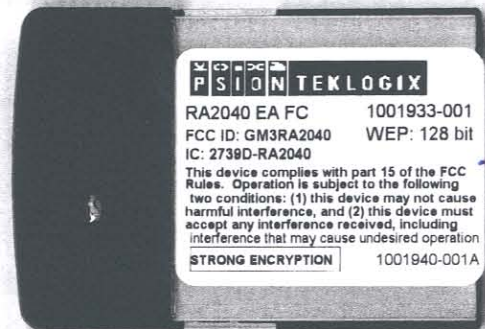 PSION TEKLOGIX
RA2040 EA FC 1001933-001
FCC ID: GM3RA2040 WEP: 128 bit
IC: 2739D-RA2040
This device complies with part 15 of the FCC
Rules. Operation is subject to the following
two conditions: (1) this device may not cause
harmful interference, and (2) this device must
accept any interference received, including
interference that may cause undesired operation
STRONG ENCRYPTION 1001940-001A